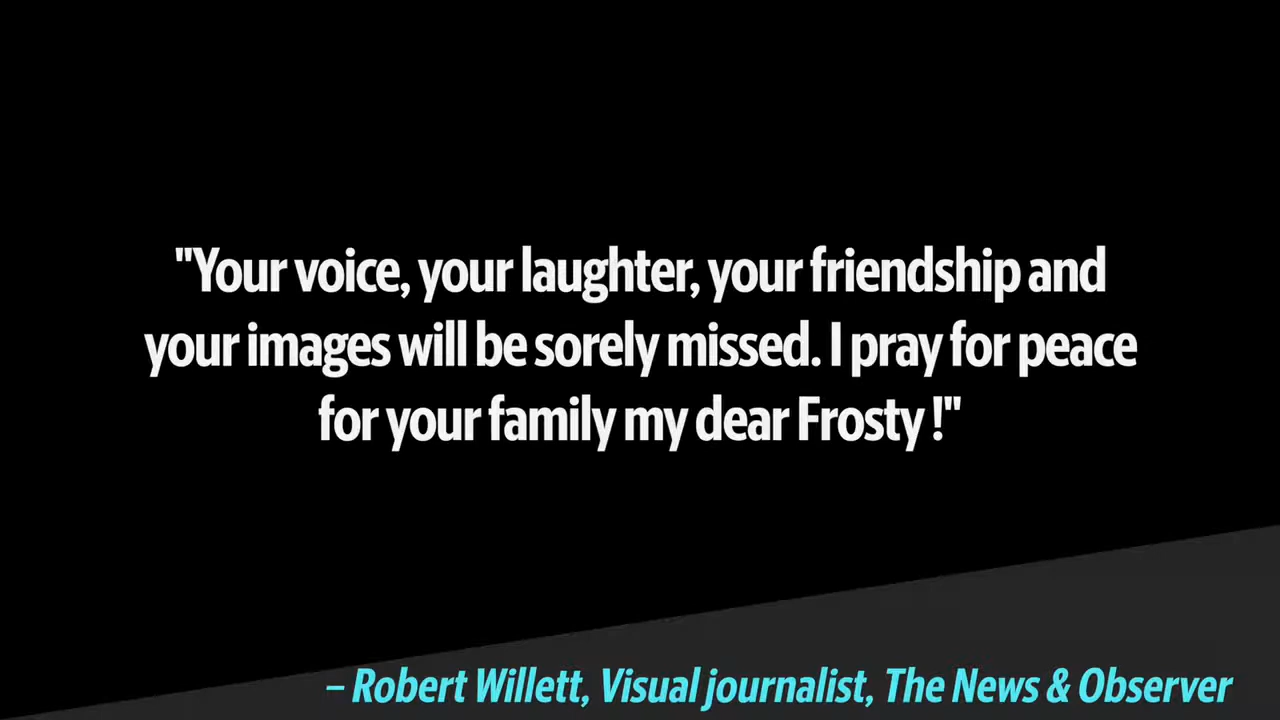 "Your voice, your laughter, your friendship and
your images will be sorely missed. I pray for peace
for your family my dear Frosty !"
– Robert Willett, Visual journalist, The News & Observer